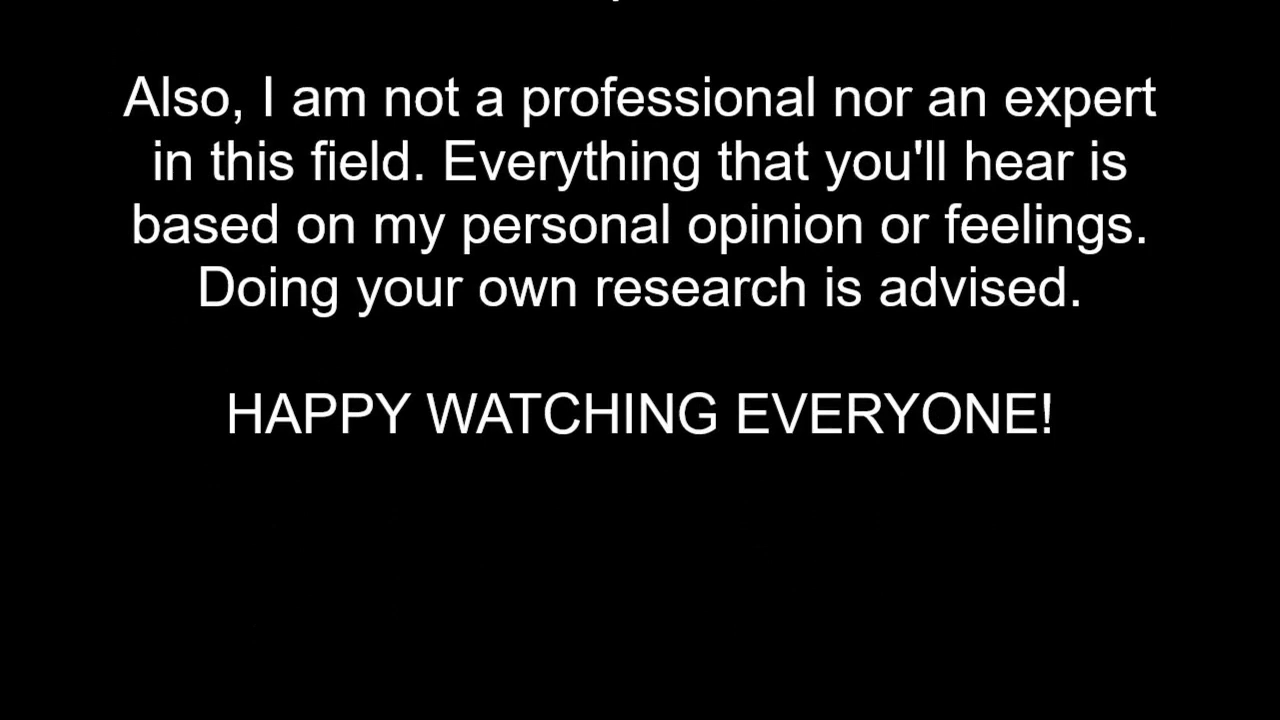 Also, I am not a professional nor an expert
in this field. Everything that you'll hear is
based on my personal opinion or feelings.
Doing your own research is advised.
HAPPY WATCHING EVERYONE!